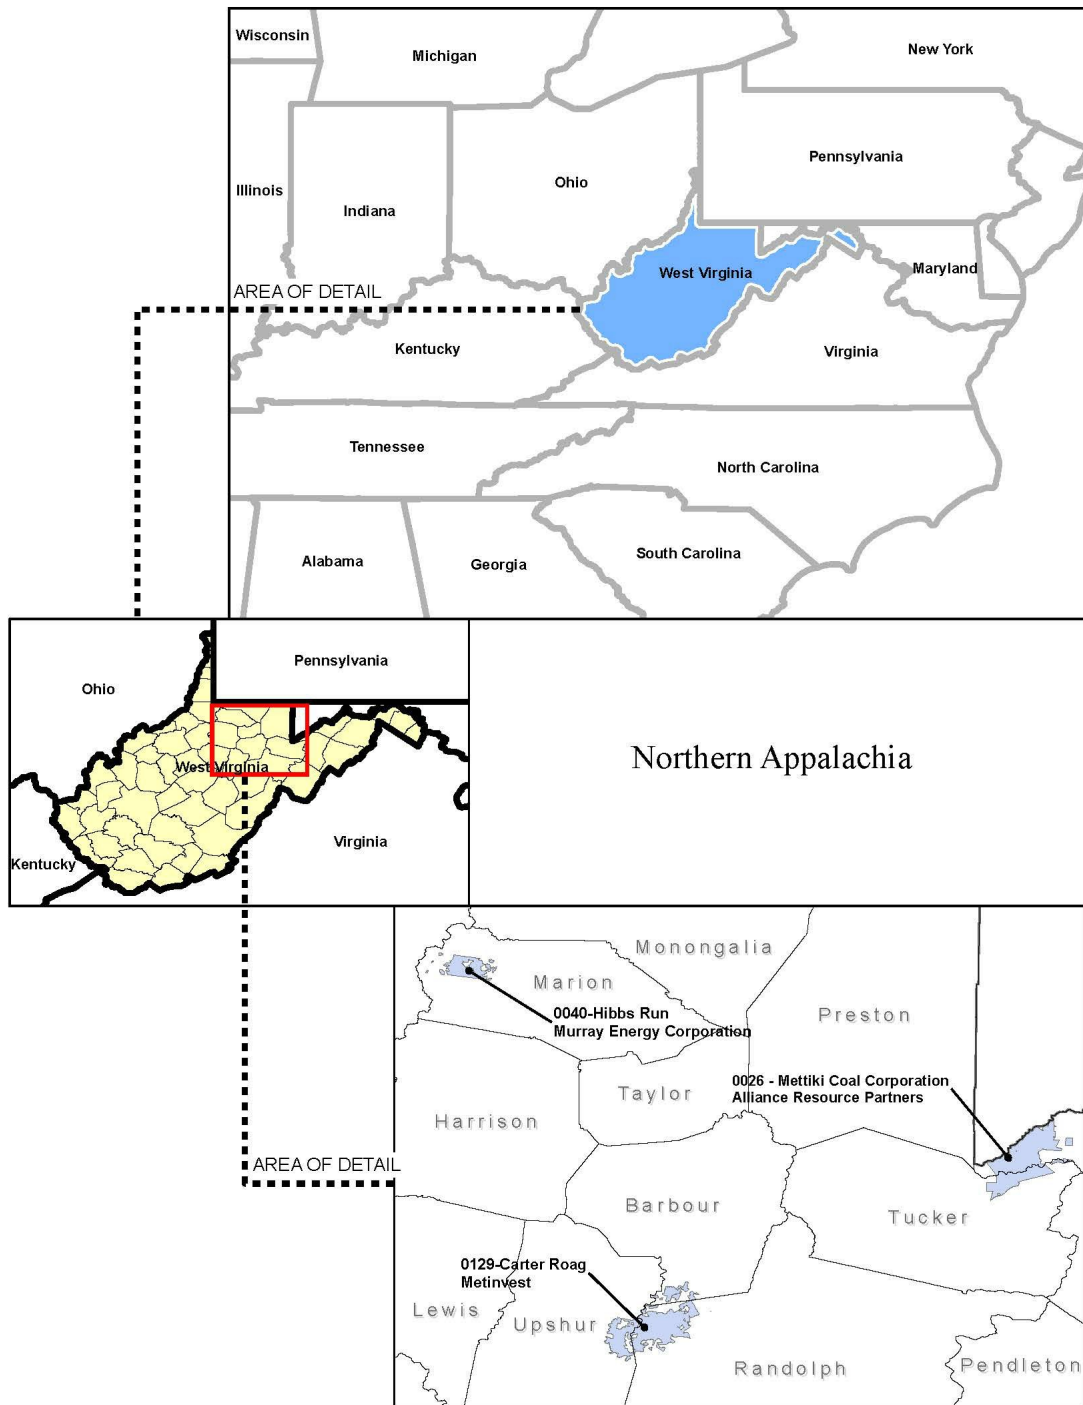 Wisconsin
Michigan
New York
Pennsylvania
Ohio
Illinois
Indiana
West Virginia
Maryland
AREA OF DETAIL
Kentucky
Virginia
Tennessee
North Carolina
South Carolina
Alabama
Georgia
Pennsylvania
Ohio
West Virginia
Virginia
Kentucky
Northern Appalachia
Monongalia
Marion
0040-Hibbs Run
Murray Energy Corporation
Preston
0026 - Mettiki Coal Corporation
Alliance Resource Partners
Taylor
Harrison
AREA OF DETAIL
Barbour
Tucker
0129-Carter Roag
Metinvest
Lewis
Upshur
Randolph
Pendleton